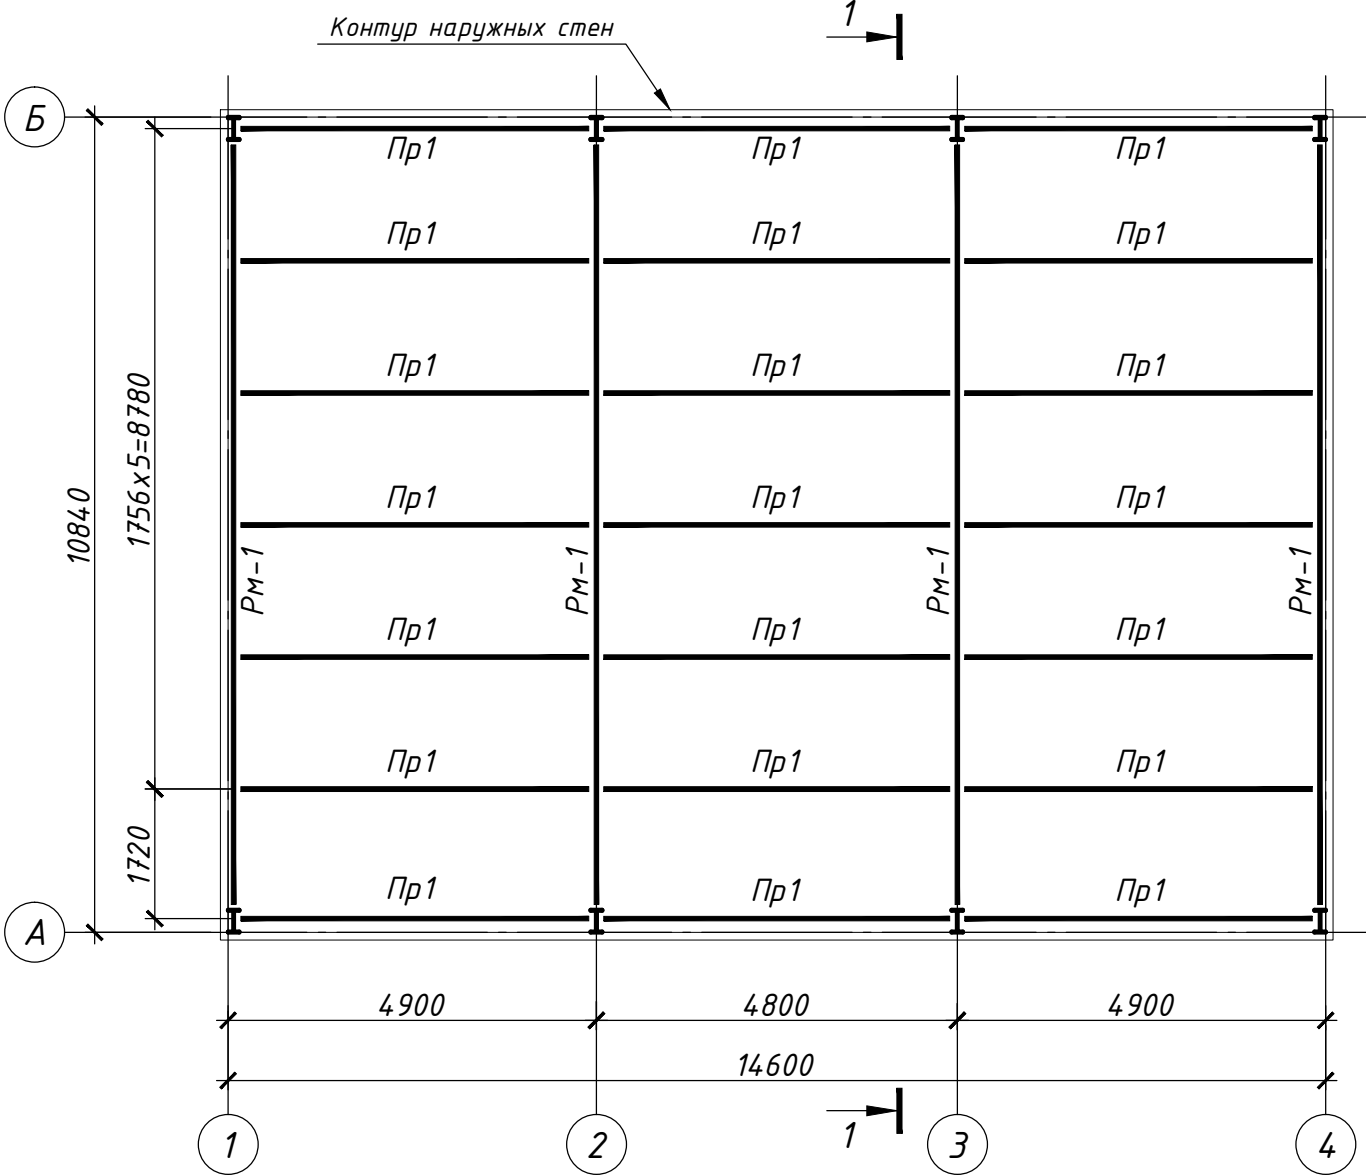 Контур наружных стен
1
Б
Пр1 Пр1 Пр1
Пр1 Пр1 Пр1
Пр1 Пр1 Пр1
1756х5=8780
10840
Пр1 Пр1 Пр1
Рм-1 Рм-1 Рм-1 Рм-1
Пр1 Пр1 Пр1
Пр1 Пр1 Пр1
1720
Пр1 Пр1 Пр1
А
4900 4800 4900
14600
1
1 2 3 4